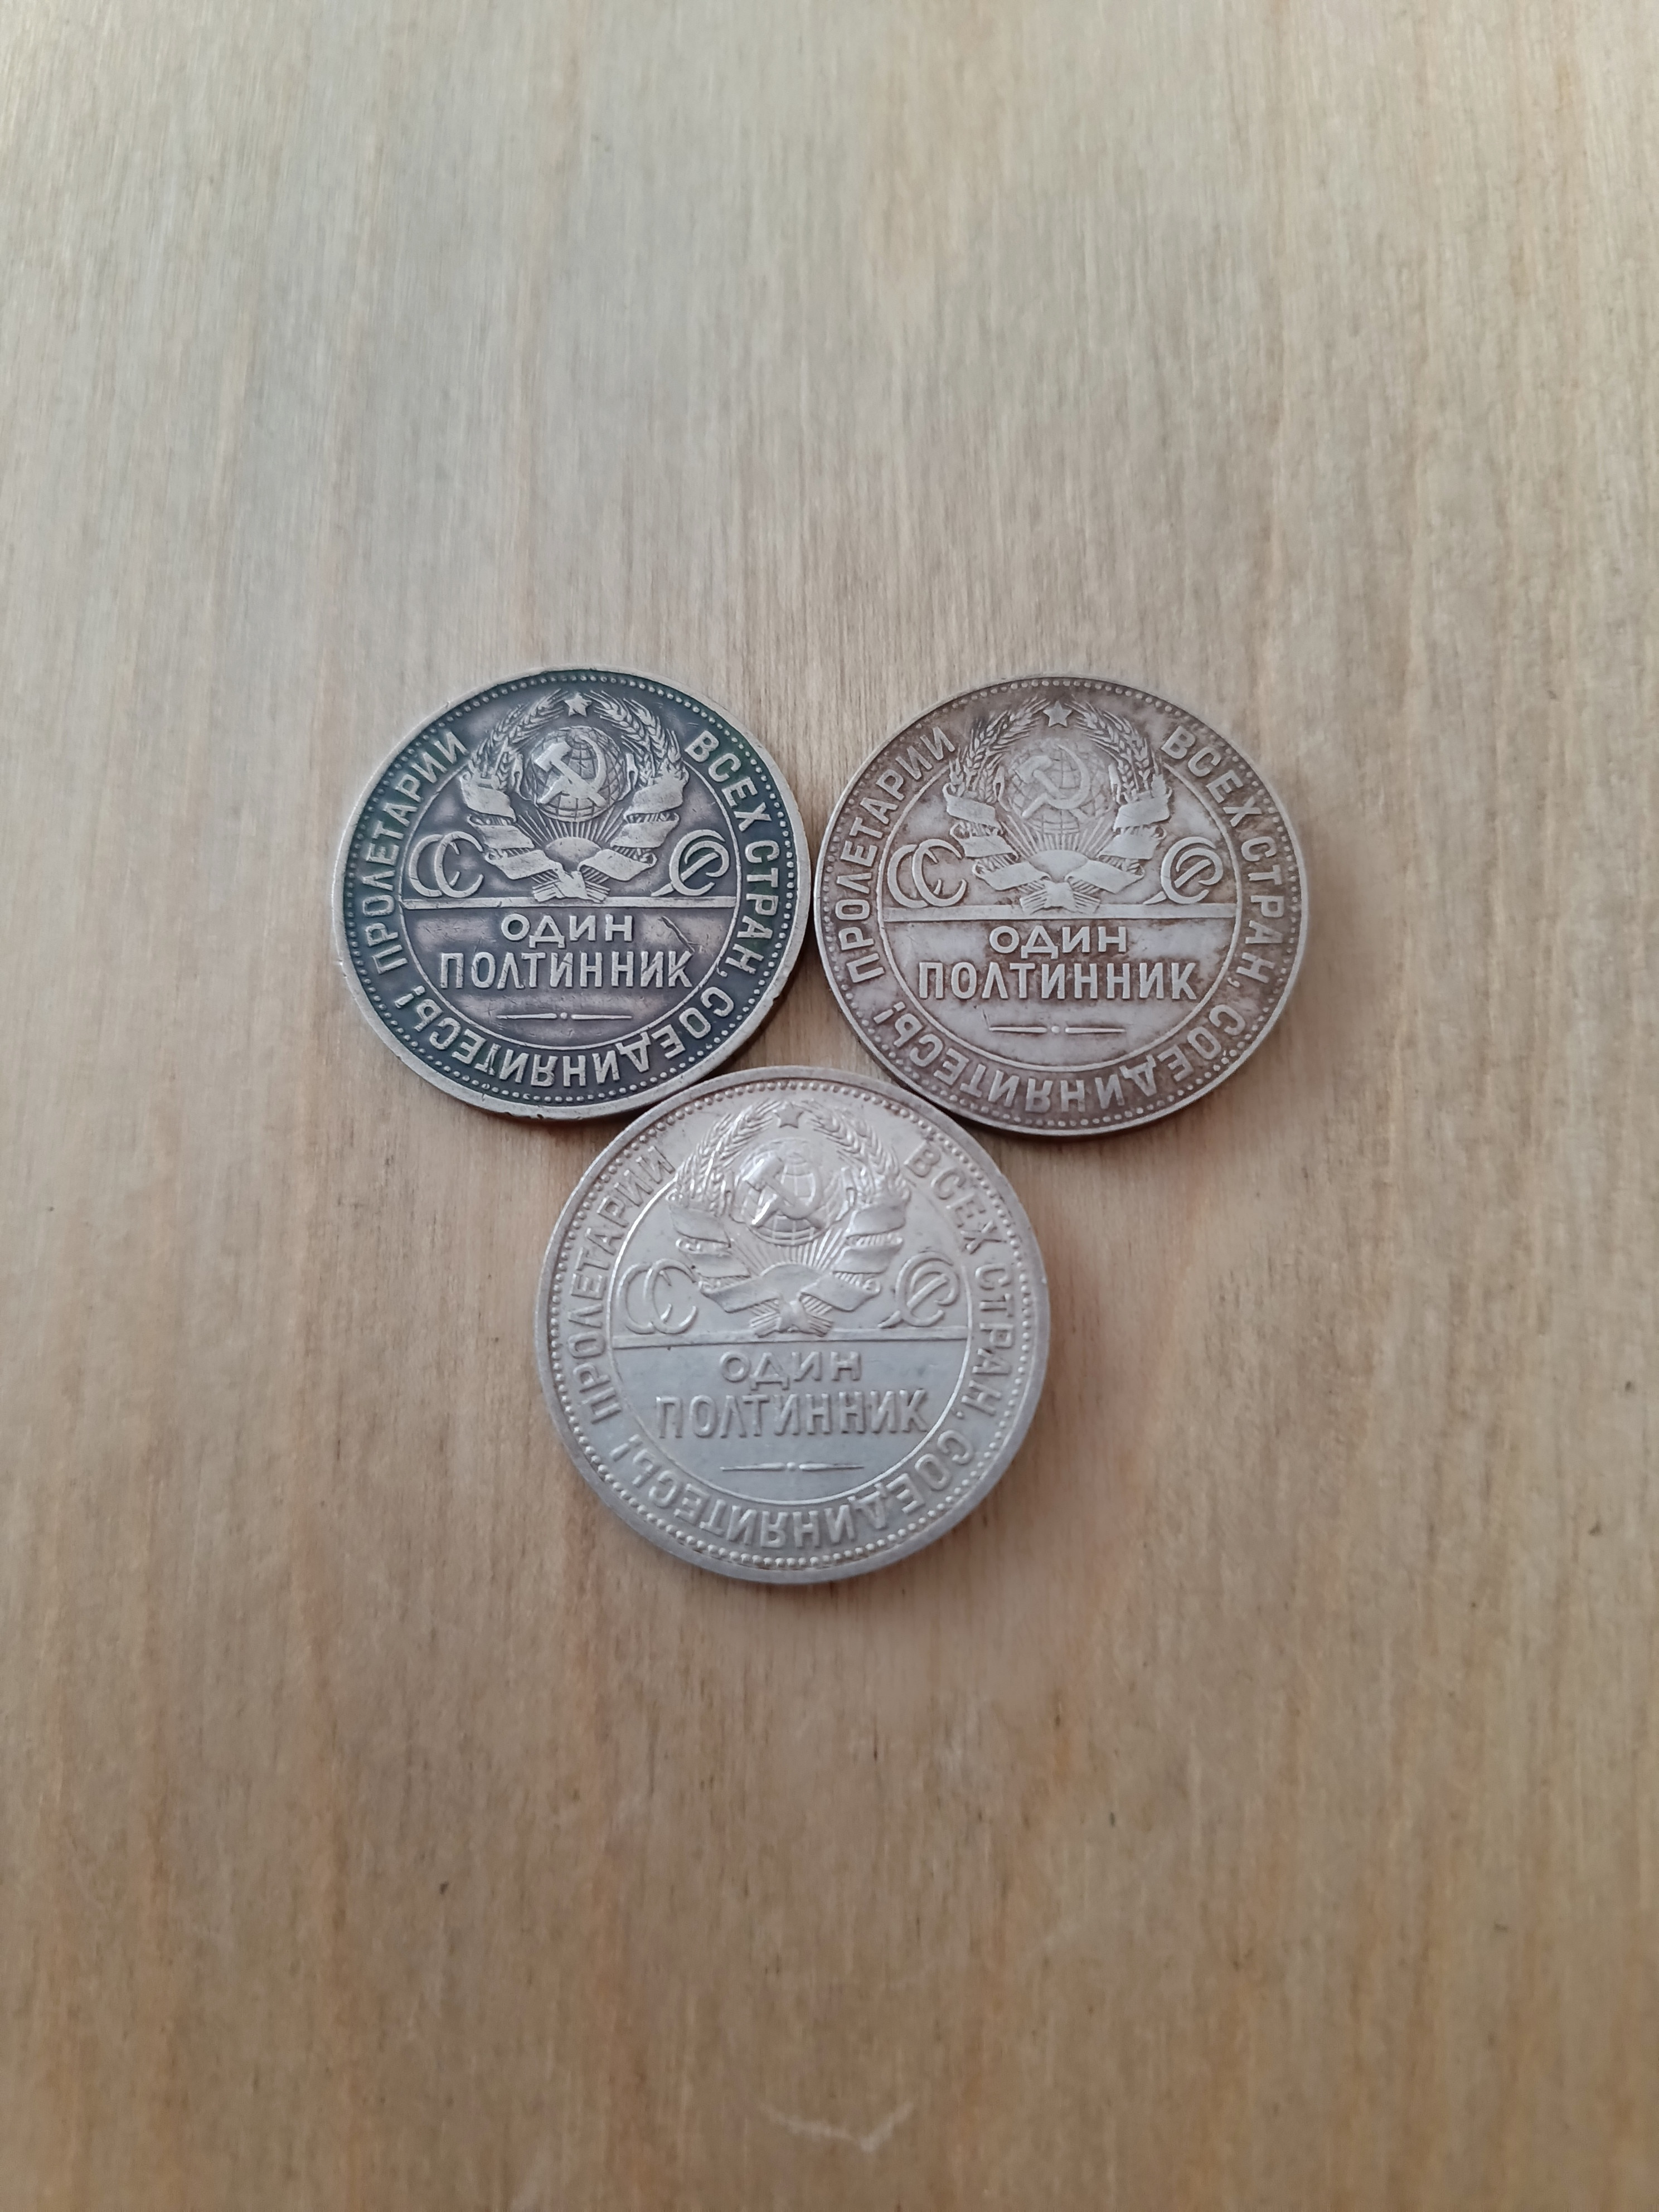 ПРОЛЕТАРИИ ВСЕХ СТРАН, СОЕДИНЯЙТЕСЬ!
СС СР
ОДИН
ПОЛТИННИК
ПРОЛЕТАРИИ ВСЕХ СТРАН, СОЕДИНЯЙТЕСЬ!
СС СР
ОДИН
ПОЛТИННИК
ПРОЛЕТАРИИ ВСЕХ СТРАН, СОЕДИНЯЙТЕСЬ!
СС СР
ОДИН
ПОЛТИННИК